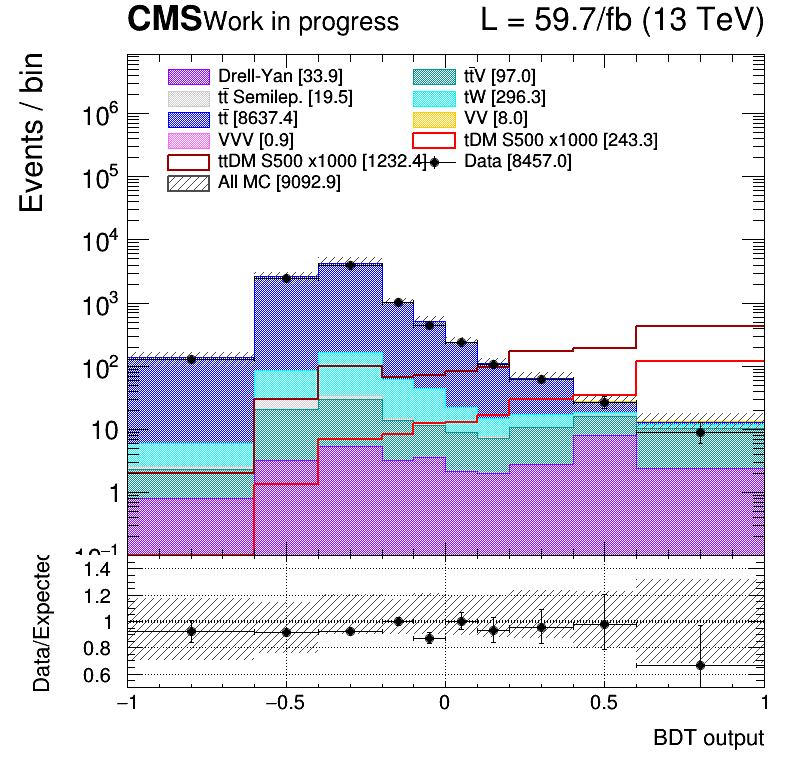 CMS Work in progress L = 59.7/fb (13 TeV)
Events / bin
Drell-Yan [33.9] tt̄V [97.0]
tt̄ Semilep. [19.5] tW [296.3]
tt̄ [8637.4] VV [8.0]
VVV [0.9] tDM S500 x1000 [243.3]
ttDM S500 x1000 [1232.4] Data [8457.0]
All MC [9092.9]
10⁶
10⁵
10⁴
10³
10²
10
1
10⁻¹
Data/Expected
1.4
1.2
1
0.8
0.6
−1 −0.5 0 0.5 1
BDT output